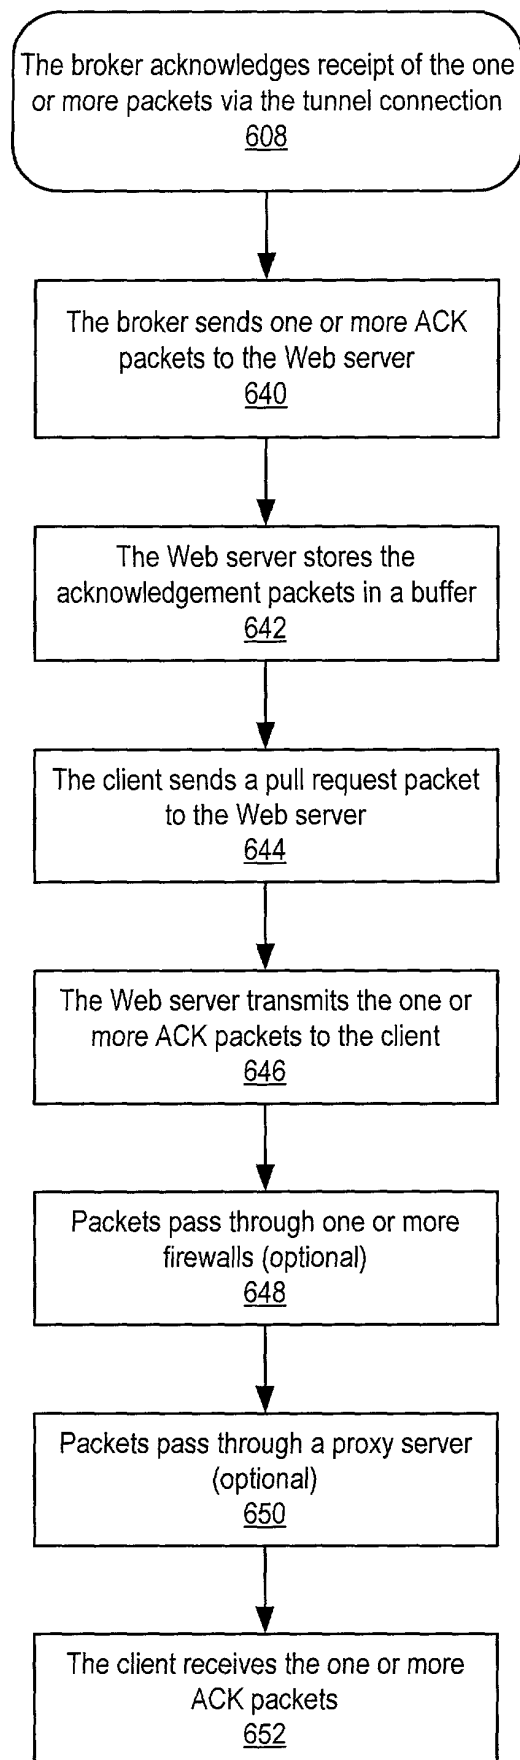 The broker acknowledges receipt of the one
or more packets via the tunnel connection
608
The broker sends one or more ACK
packets to the Web server
640
The Web server stores the
acknowledgement packets in a buffer
642
The client sends a pull request packet
to the Web server
644
The Web server transmits the one or
more ACK packets to the client
646
Packets pass through one or more
firewalls (optional)
648
Packets pass through a proxy server
(optional)
650
The client receives the one or more
ACK packets
652